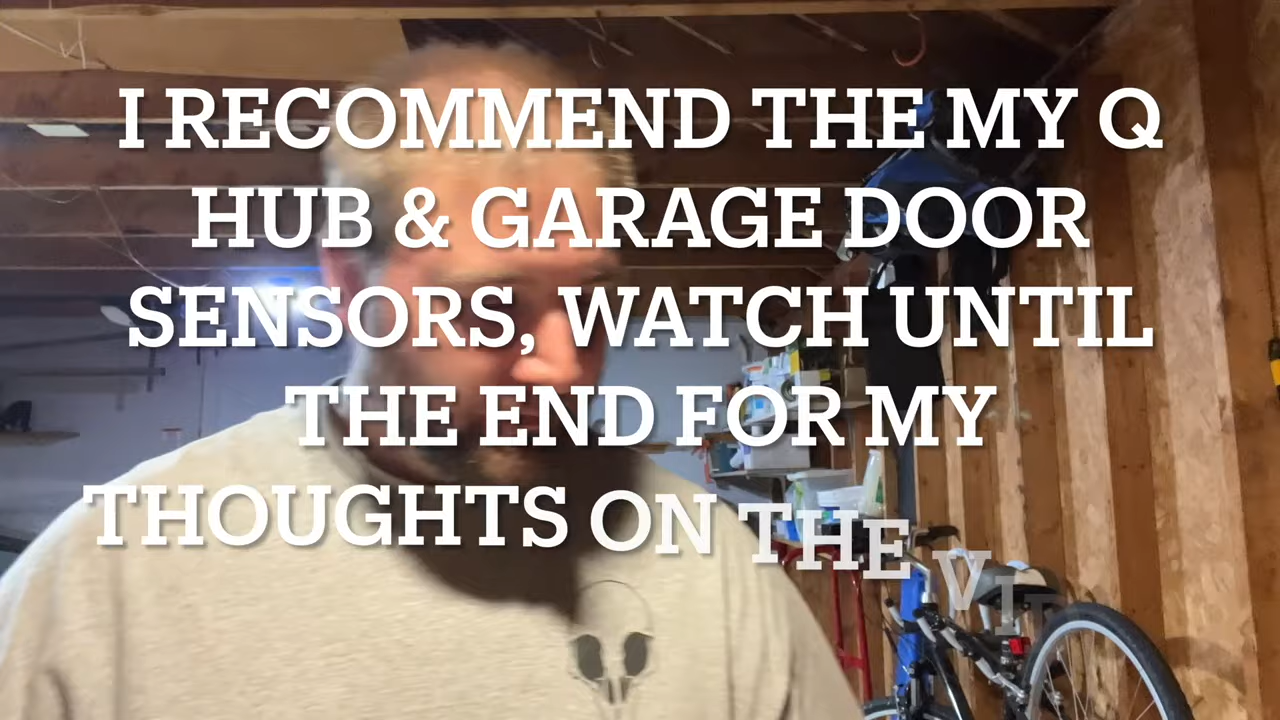 I RECOMMEND THE MY Q
HUB & GARAGE DOOR
SENSORS, WATCH UNTIL
THE END FOR MY
THOUGHTS ON THE